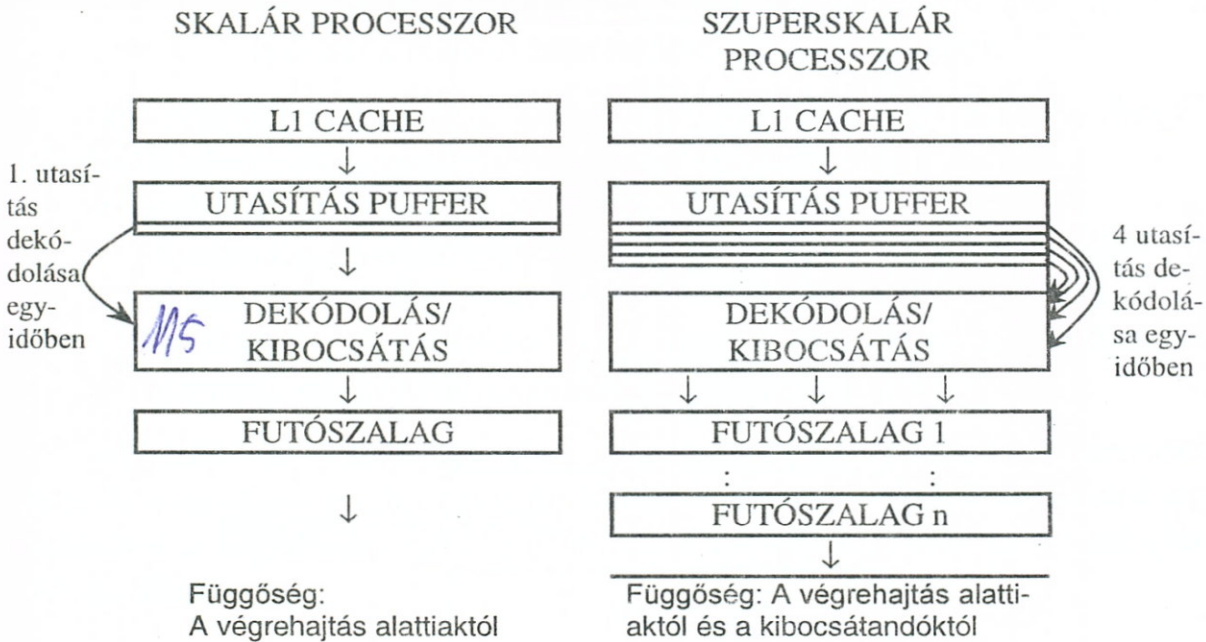 SKALÁR PROCESSZOR
L1 CACHE
1. utasí-
tás
dekó-
dolása
egy-
időben
UTASÍTÁS PUFFER
DEKÓDOLÁS/
KIBOCSÁTÁS
FUTÓSZALAG
Függőség:
A végrehajtás alattiaktól
SZUPERSKALÁR
PROCESSZOR
L1 CACHE
UTASÍTÁS PUFFER
4 utasí-
tás de-
kódolá-
sa egy-
időben
DEKÓDOLÁS/
KIBOCSÁTÁS
FUTÓSZALAG 1
:
:
FUTÓSZALAG n
Függőség: A végrehajtás alatti-
aktól és a kibocsátandóktól